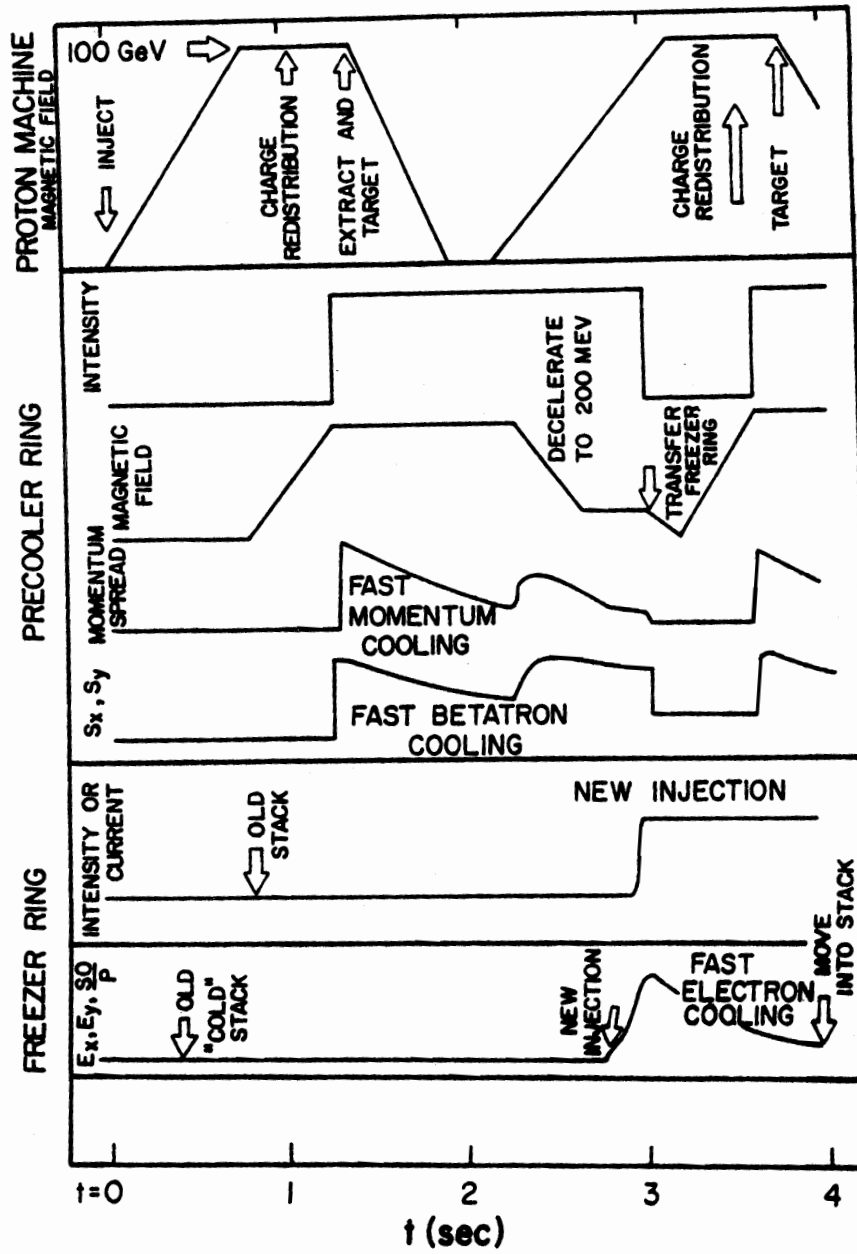 PROTON MACHINE
MAGNETIC FIELD
100 GeV
INJECT
CHARGE
REDISTRIBUTION
EXTRACT AND
TARGET
CHARGE
REDISTRIBUTION
TARGET
PRECOOLER RING
INTENSITY
DECELERATE
TO 200 MEV
MAGNETIC
FIELD
TRANSFER
FREEZER
RING
MOMENTUM
SPREAD
FAST
MOMENTUM
COOLING
Sx, Sy
FAST BETATRON
COOLING
FREEZER RING
INTENSITY OR
CURRENT
OLD
STACK
NEW INJECTION
Ex, Ey, SQ/P
OLD
"COLD"
STACK
NEW
INJECTION
FAST
ELECTRON
COOLING
MOVE
INTO STACK
t=0 1 2 3 4
t (sec)